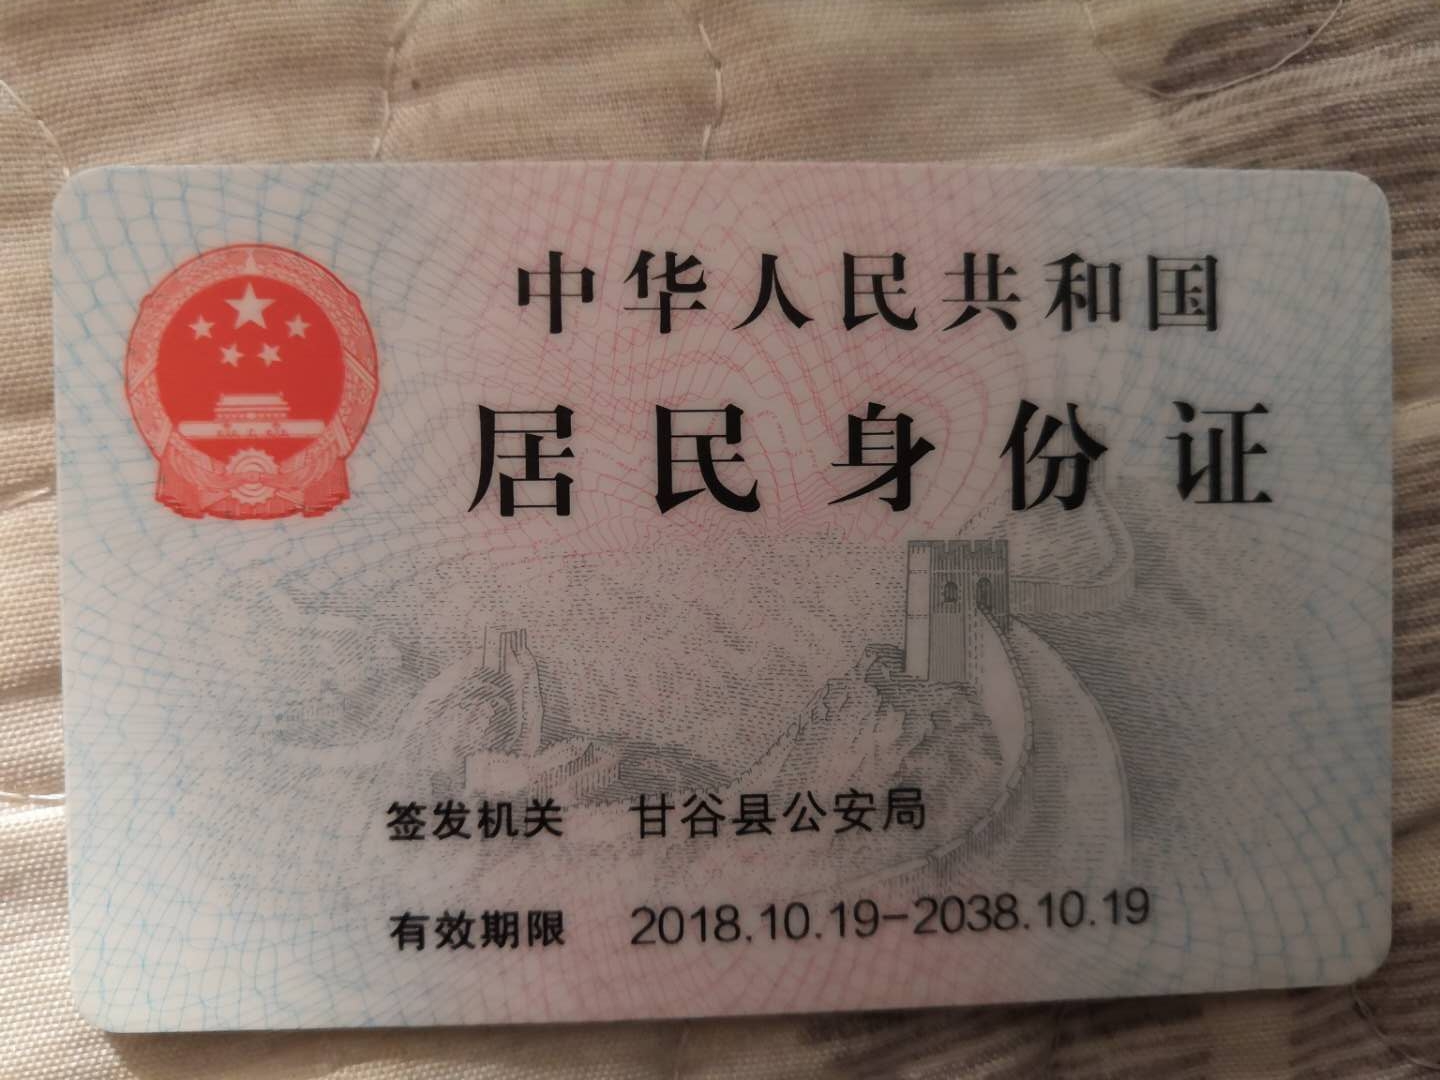 中华人民共和国
居民身份证
签发机关 甘谷县公安局
有效期限 2018.10.19-2038.10.19